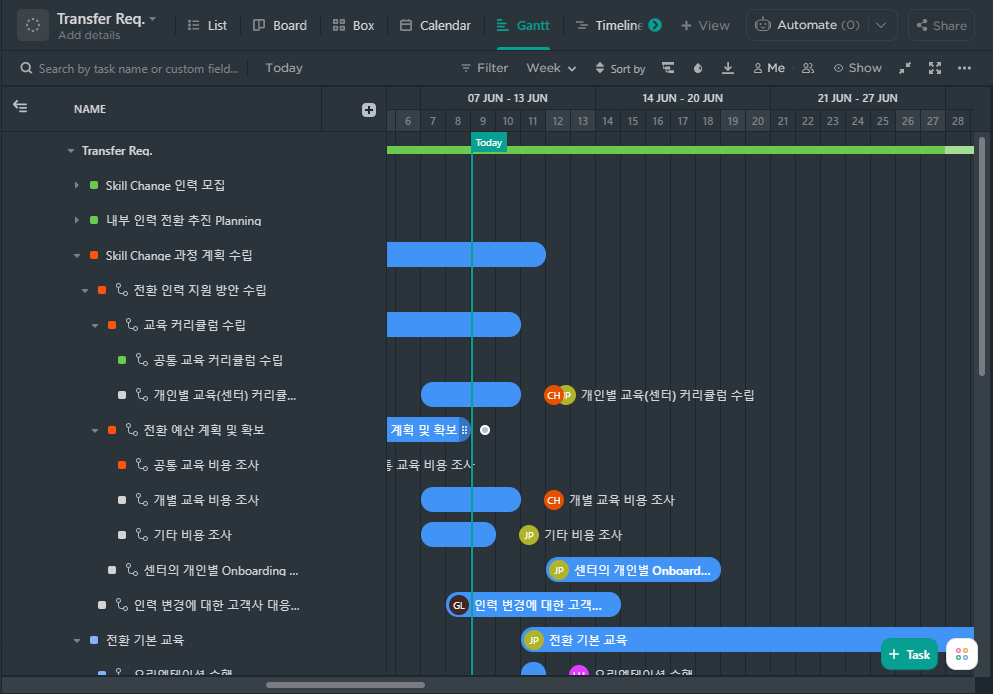 Transfer Req.
Add details
List
Board
Box
Calendar
Gantt
Timeline
+ View
Automate (0)
Share
Search by task name or custom field...
Today
Filter
Week
Sort by
Me
Show
NAME
07 JUN - 13 JUN
14 JUN - 20 JUN
21 JUN - 27 JUN
6 7 8 9 10 11 12 13 14 15 16 17 18 19 20 21 22 23 24 25 26 27 28
Today
Transfer Req.
Skill Change 인력 모집
내부 인력 전환 추진 Planning
Skill Change 과정 계획 수립
전환 인력 지원 방안 수립
교육 커리큘럼 수립
공통 교육 커리큘럼 수립
개인별 교육(센터) 커리큘...
CH JP 개인별 교육(센터) 커리큘럼 수립
전환 예산 계획 및 확보
계획 및 확보
공통 교육 비용 조사
교육 비용 조사
개별 교육 비용 조사
CH 개별 교육 비용 조사
기타 비용 조사
JP 기타 비용 조사
센터의 개인별 Onboarding ...
JP 센터의 개인별 Onboard...
인력 변경에 대한 고객사 대응...
GL 인력 변경에 대한 고객...
전환 기본 교육
JP 전환 기본 교육
+ Task